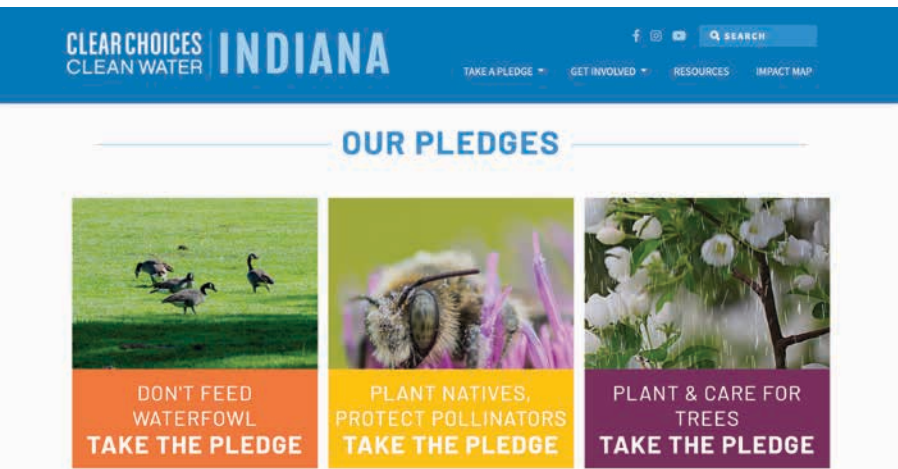 CLEAR CHOICES
CLEAN WATER
INDIANA
SEARCH
TAKE A PLEDGE
GET INVOLVED
RESOURCES
IMPACT MAP
OUR PLEDGES
DON'T FEED
WATERFOWL
TAKE THE PLEDGE
PLANT NATIVES,
PROTECT POLLINATORS
TAKE THE PLEDGE
PLANT & CARE FOR
TREES
TAKE THE PLEDGE